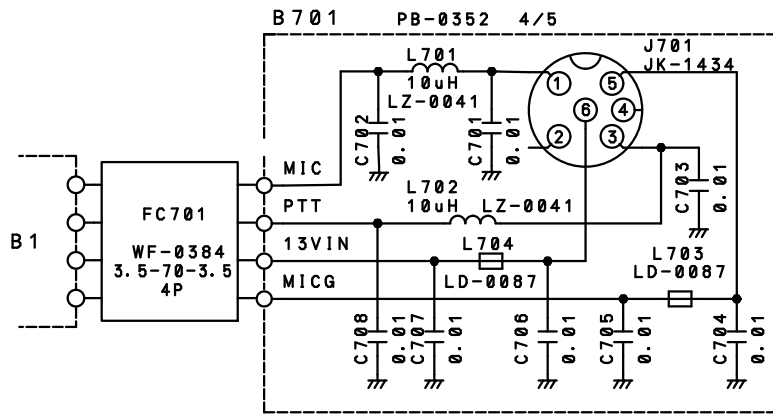 B701 PB-0352 4/5
J701
JK-1434
L701
10uH
LZ-0041
C702
0.01
C701
0.01
1
5
6
4
2
3
MIC
L702
10uH LZ-0041
C703
0.01
PTT
FC701
WF-0384
3.5-70-3.5
4P
B1
13VIN
L704
LD-0087
L703
LD-0087
MICG
C708
0.01
C707
0.01
C706
0.01
C705
0.01
C704
0.01